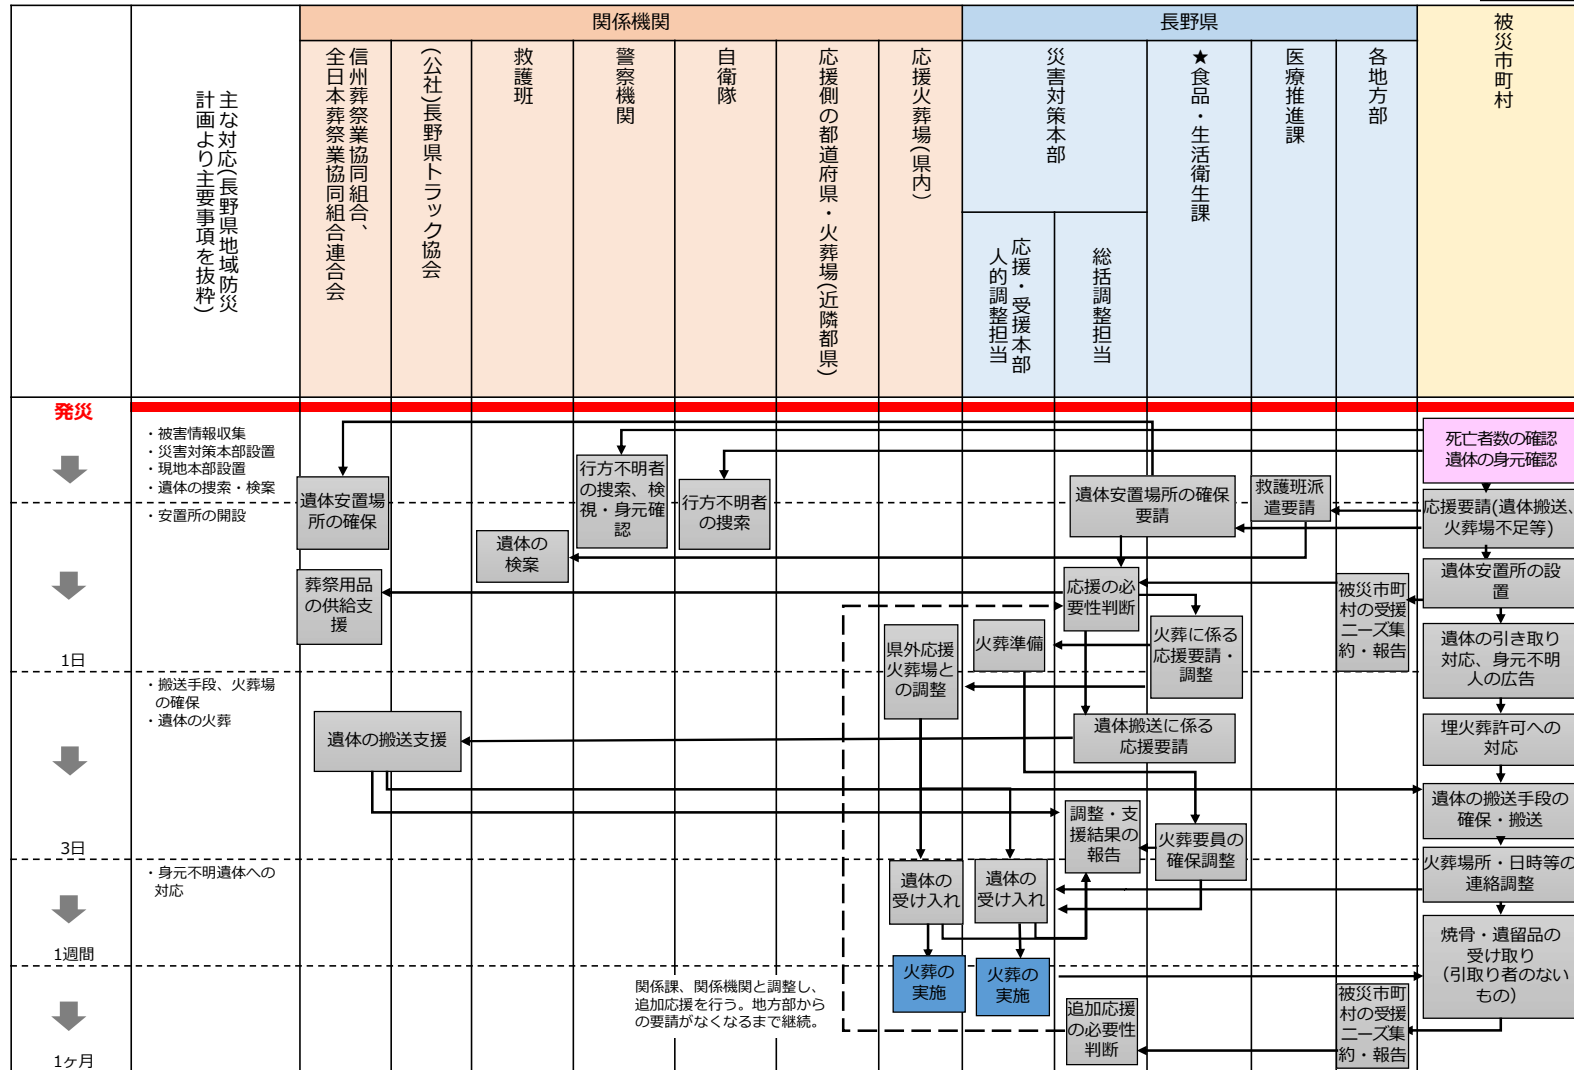 関係機関
長野県
被災市町村
主な対応(長野県地域防災
計画より主要事項を抜粋)
信州葬祭業協同組合、
全日本葬祭業協同組合連合会
(公社)長野県トラック協会
救護班
警察機関
自衛隊
応援側の都道府県・火葬場(近隣都県)
応援火葬場(県内)
災害対策本部
応援・受援本部
人的調整担当
総括調整担当
★食品・生活衛生課
医療推進課
各地方部
発災
・被害情報収集
・災害対策本部設置
・現地本部設置
・遺体の捜索・検案
・安置所の開設
1日
・搬送手段、火葬場
の確保
・遺体の火葬
3日
・身元不明遺体への
対応
1週間
1ヶ月
死亡者数の確認
遺体の身元確認
遺体安置場
所の確保
行方不明者
の捜索、検
視・身元確
認
行方不明者
の捜索
遺体安置場所の確保
要請
救護班派
遣要請
応援要請(遺体搬送、
火葬場不足等)
遺体の
検案
葬祭用品
の供給支
援
応援の必
要性判断
被災市町
村の受援
ニーズ集
約・報告
遺体安置所の設
置
県外応援
火葬場と
の調整
火葬準備
火葬に係る
応援要請・
調整
遺体の引き取り
対応、身元不明
人の広告
遺体の搬送支援
遺体搬送に係る
応援要請
埋火葬許可への
対応
遺体の搬送手段の
確保・搬送
調整・支
援結果の
報告
火葬要員の
確保調整
火葬場所・日時等の
連絡調整
遺体の
受け入れ
遺体の
受け入れ
焼骨・遺留品の
受け取り
(引取り者のない
もの)
火葬の
実施
火葬の
実施
関係課、関係機関と調整し、
追加応援を行う。地方部から
の要請がなくなるまで継続。
追加応援
の必要性
判断
被災市町
村の受援
ニーズ集
約・報告